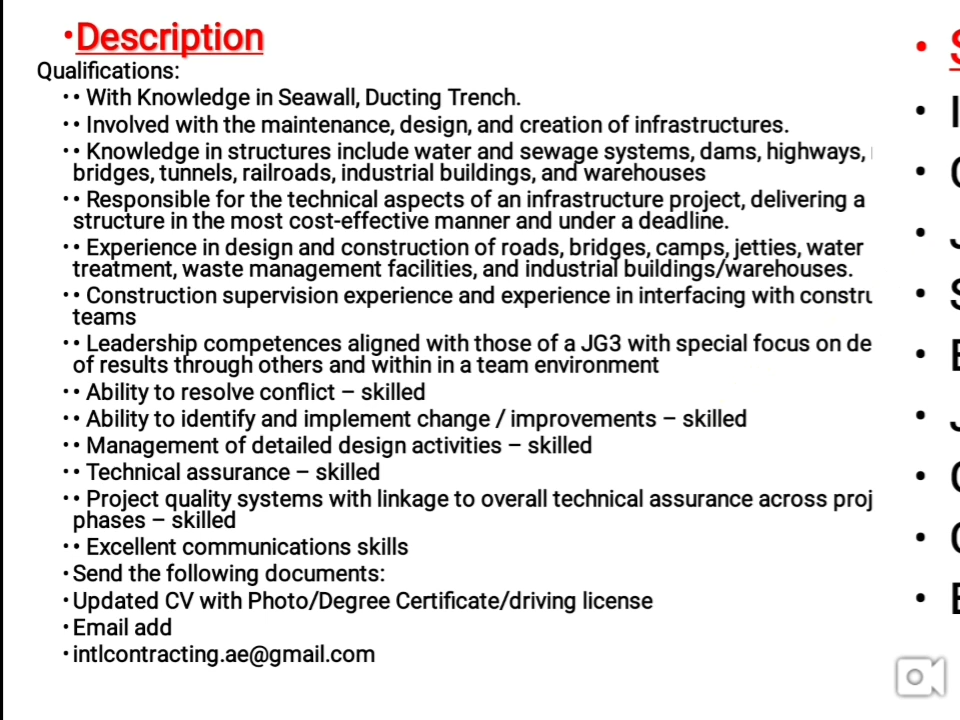 •Description
Qualifications:
• • With Knowledge in Seawall, Ducting Trench.
• • Involved with the maintenance, design, and creation of infrastructures.
• • Knowledge in structures include water and sewage systems, dams, highways,
bridges, tunnels, railroads, industrial buildings, and warehouses
• • Responsible for the technical aspects of an infrastructure project, delivering a
structure in the most cost-effective manner and under a deadline.
• • Experience in design and construction of roads, bridges, camps, jetties, water
treatment, waste management facilities, and industrial buildings/warehouses.
• • Construction supervision experience and experience in interfacing with constru
teams
• • Leadership competences aligned with those of a JG3 with special focus on de
of results through others and within in a team environment
• • Ability to resolve conflict – skilled
• • Ability to identify and implement change / improvements – skilled
• • Management of detailed design activities – skilled
• • Technical assurance – skilled
• • Project quality systems with linkage to overall technical assurance across proj
phases – skilled
• • Excellent communications skills
• Send the following documents:
• Updated CV with Photo/Degree Certificate/driving license
• Email add
• intlcontracting.ae@gmail.com